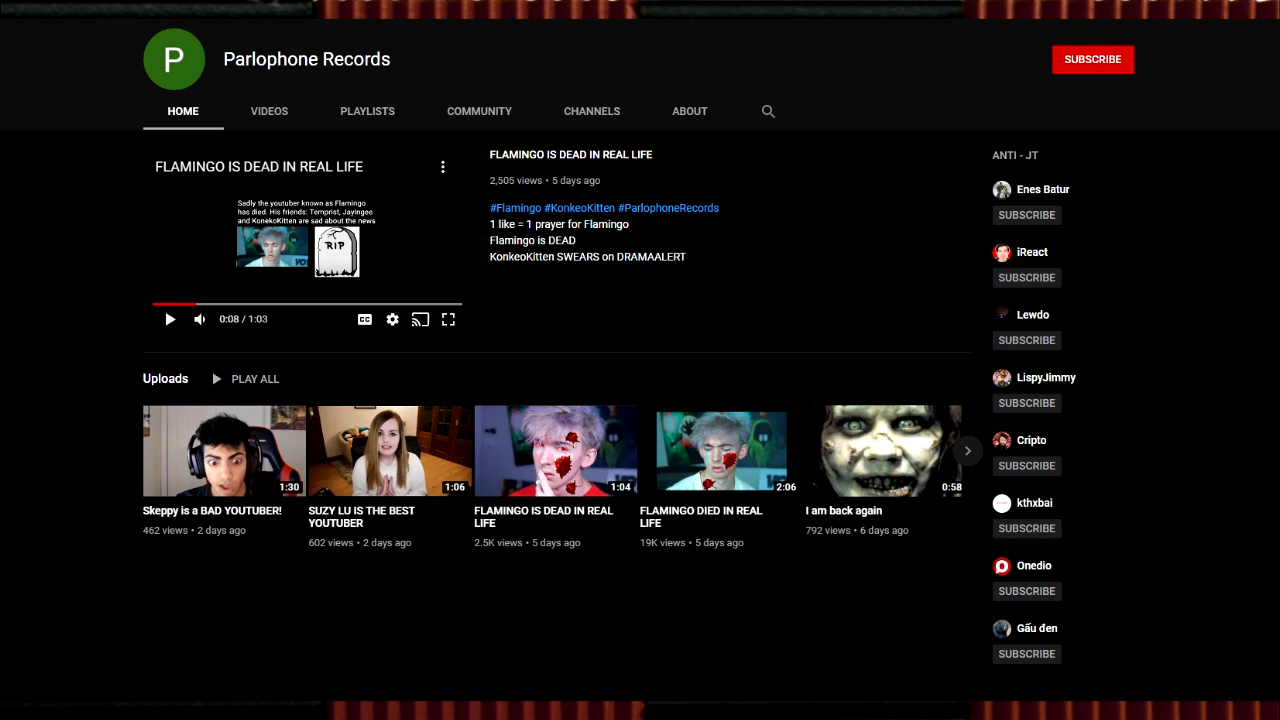 P
Parlophone Records
SUBSCRIBE
HOME
VIDEOS
PLAYLISTS
COMMUNITY
CHANNELS
ABOUT
FLAMINGO IS DEAD IN REAL LIFE
Sadly the youtuber known as Flamingo
has died. His friends: Temprist, Jayingee
and KonekoKitten are sad about the news
RIP
0:08 / 1:03
CC
FLAMINGO IS DEAD IN REAL LIFE
2,505 views • 5 days ago
#Flamingo #KonkeoKitten #ParlophoneRecords
1 like = 1 prayer for Flamingo
Flamingo is DEAD
KonkeoKitten SWEARS on DRAMAALERT
Uploads
PLAY ALL
1:30
Skeppy is a BAD YOUTUBER!
462 views • 2 days ago
1:06
SUZY LU IS THE BEST
YOUTUBER
602 views • 2 days ago
1:04
FLAMINGO IS DEAD IN REAL
LIFE
2.5K views • 5 days ago
2:06
FLAMINGO DIED IN REAL
LIFE
19K views • 5 days ago
0:58
I am back again
792 views • 6 days ago
ANTI - JT
Enes Batur
SUBSCRIBE
iReact
SUBSCRIBE
Lewdo
SUBSCRIBE
LispyJimmy
SUBSCRIBE
Cripto
SUBSCRIBE
kthxbai
SUBSCRIBE
Onedio
SUBSCRIBE
Gấu đen
SUBSCRIBE